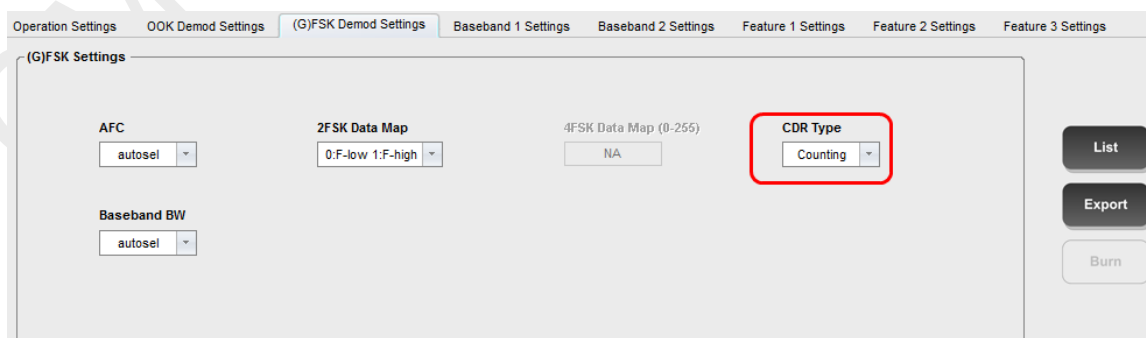 Operation Settings OOK Demod Settings (G)FSK Demod Settings Baseband 1 Settings Baseband 2 Settings Feature 1 Settings Feature 2 Settings Feature 3 Settings
(G)FSK Settings
AFC 2FSK Data Map 4FSK Data Map (0-255) CDR Type
autosel 0:F-low 1:F-high NA Counting
List
Baseband BW
autosel
Export
Burn